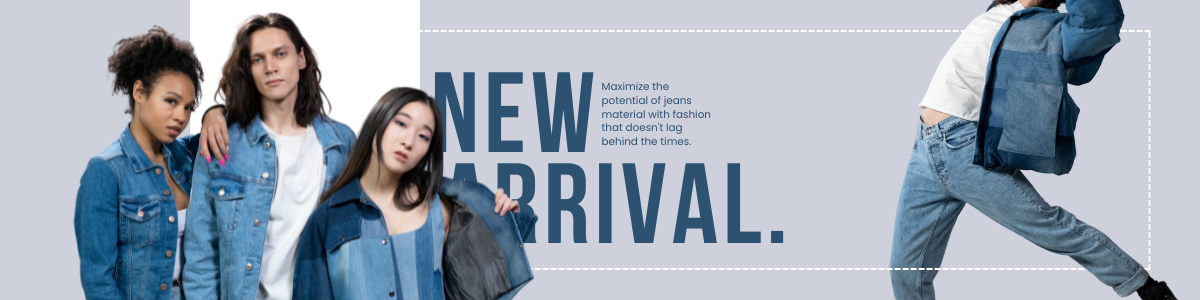 NEW
Maximize the
potential of jeans
material with fashion
that doesn't lag
behind the times.
ARRIVAL.